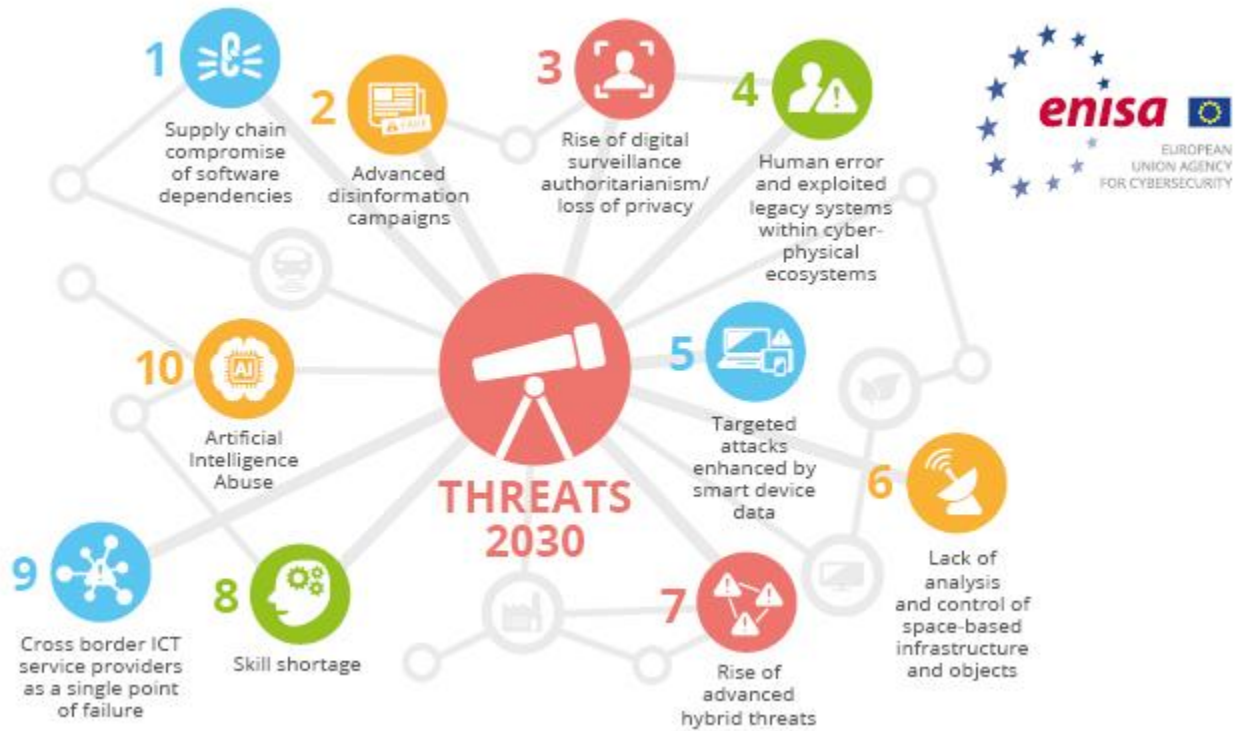 1
Supply chain
compromise
of software
dependencies
2
FAKE
Advanced
disinformation
campaigns
3
Rise of digital
surveillance
authoritarianism/
loss of privacy
4
Human error
and exploited
legacy systems
within cyber-
physical
ecosystems
enisa
EUROPEAN
UNION AGENCY
FOR CYBERSECURITY
THREATS
2030
5
Targeted
attacks
enhanced by
smart device
data
6
Lack of
analysis
and control of
space-based
infrastructure
and objects
7
Rise of
advanced
hybrid threats
8
Skill shortage
9
Cross border ICT
service providers
as a single point
of failure
10
AI
Artificial
Intelligence
Abuse